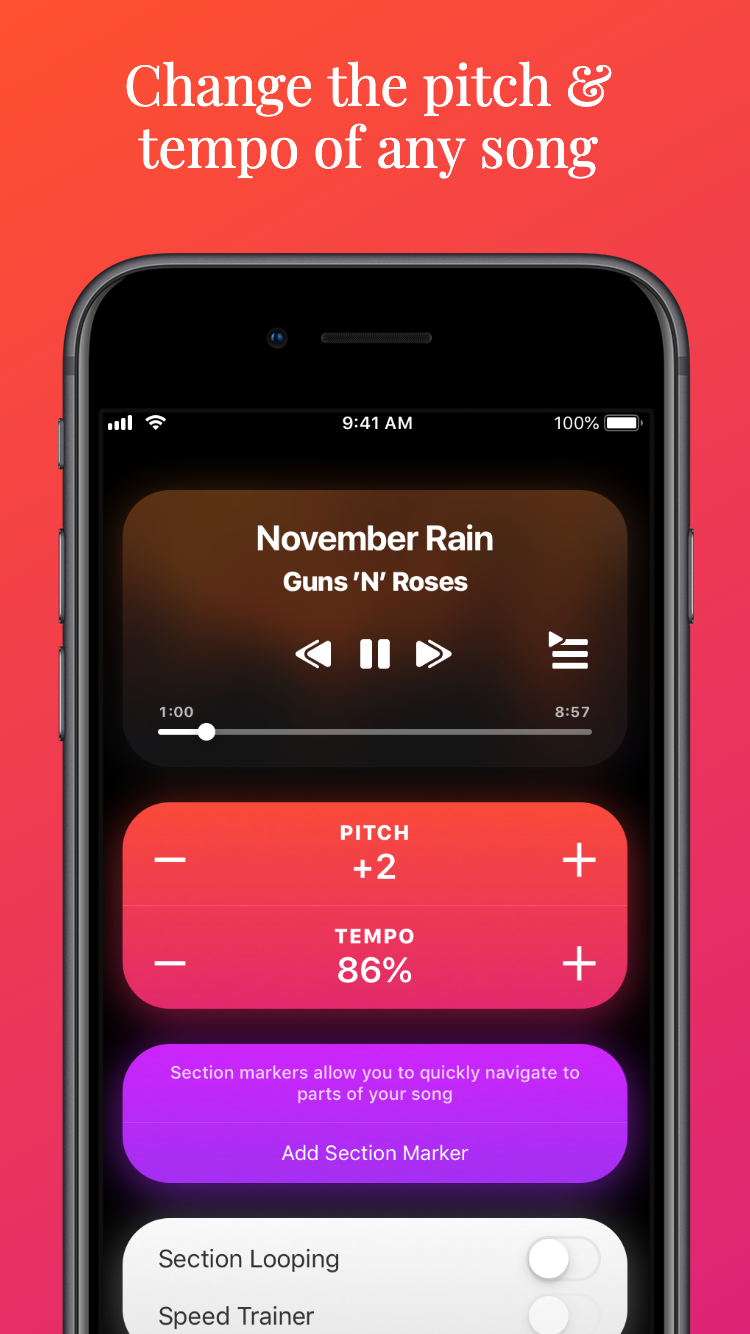 Change the pitch &
tempo of any song
9:41 AM
100%
November Rain
Guns ’N’ Roses
1:00
8:57
PITCH
+2
TEMPO
86%
Section markers allow you to quickly navigate to
parts of your song
Add Section Marker
Section Looping
Speed Trainer